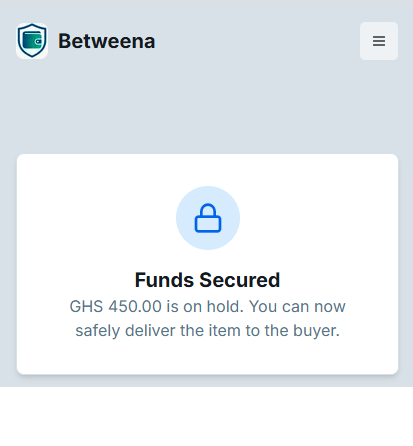 Betweena
Funds Secured
GHS 450.00 is on hold. You can now
safely deliver the item to the buyer.